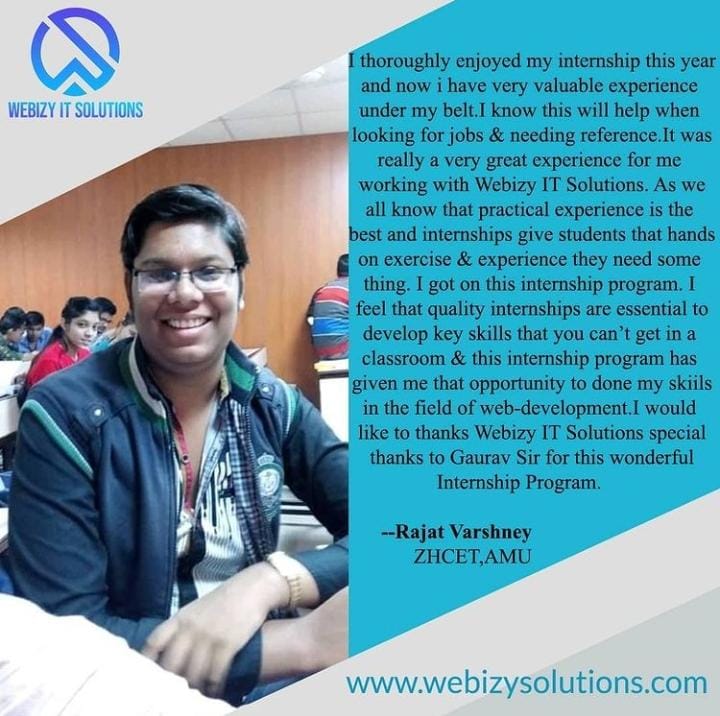 WEBIZY IT SOLUTIONS
I thoroughly enjoyed my internship this year
and now i have very valuable experience
under my belt.I know this will help when
looking for jobs & needing reference.It was
really a very great experience for me
working with Webizy IT Solutions. As we
all know that practical experience is the
best and internships give students that hands
on exercise & experience they need some
thing. I got on this internship program. I
feel that quality internships are essential to
develop key skills that you can't get in a
classroom & this internship program has
given me that opportunity to done my skiils
in the field of web-development.I would
like to thanks Webizy IT Solutions special
thanks to Gaurav Sir for this wonderful
Internship Program.
--Rajat Varshney
ZHCET,AMU
www.webizysolutions.com